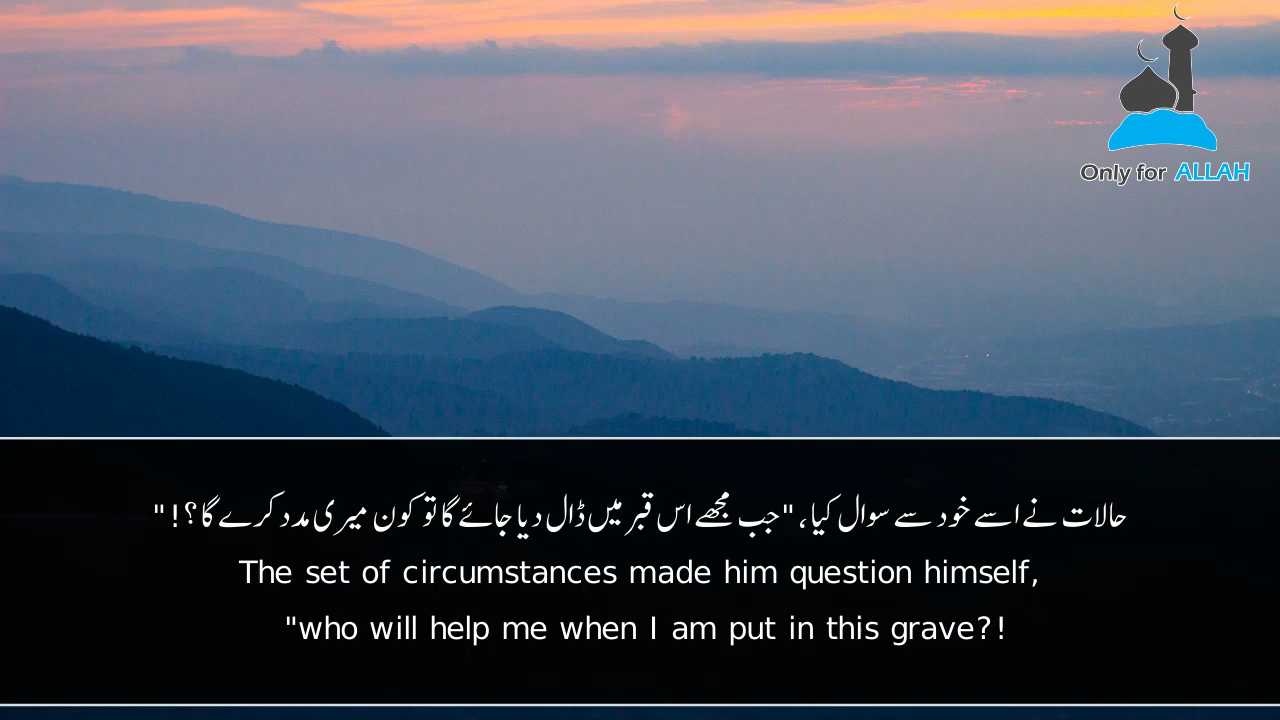 Only for ALLAH
حالات نے اسے خود سے سوال کیا، "جب مجھے اس قبر میں ڈال دیا جائے گا تو کون میری مدد کرے گا؟!"
The set of circumstances made him question himself,
"who will help me when I am put in this grave?!